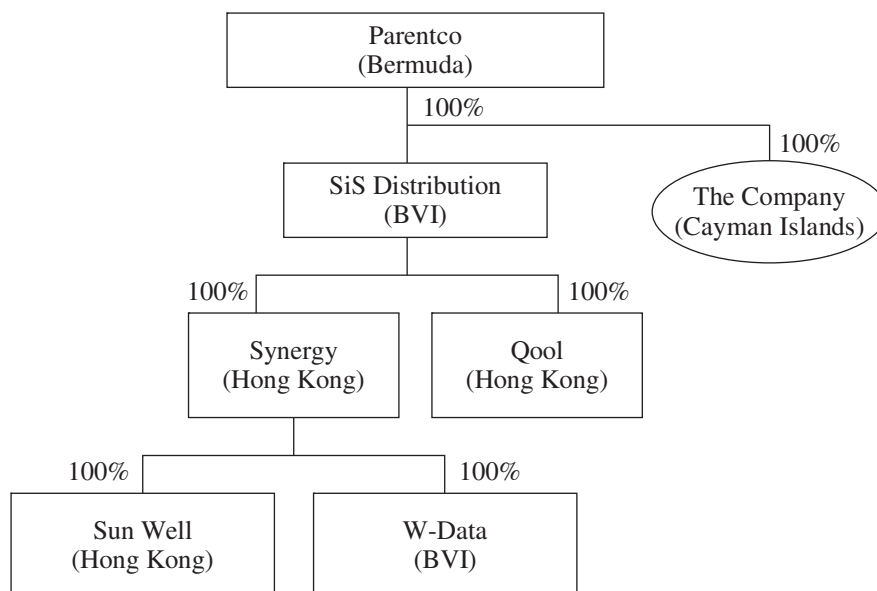 Parentco
(Bermuda)
100%
100%
SiS Distribution
(BVI)
The Company
(Cayman Islands)
100%
100%
Synergy
(Hong Kong)
Qool
(Hong Kong)
100%
100%
Sun Well
(Hong Kong)
W-Data
(BVI)